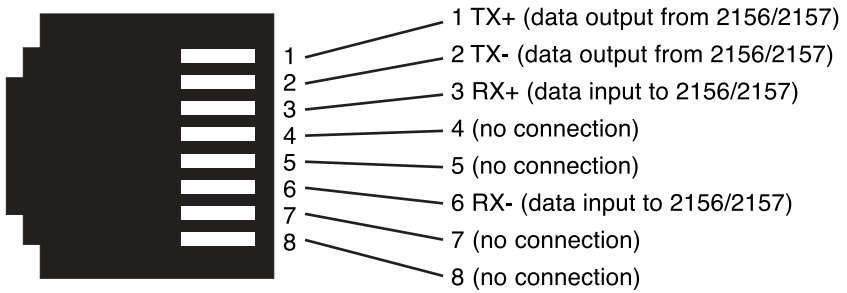 1 1 TX+ (data output from 2156/2157)
2 2 TX- (data output from 2156/2157)
3 3 RX+ (data input to 2156/2157)
4 4 (no connection)
5 5 (no connection)
6 6 RX- (data input to 2156/2157)
7 7 (no connection)
8 8 (no connection)